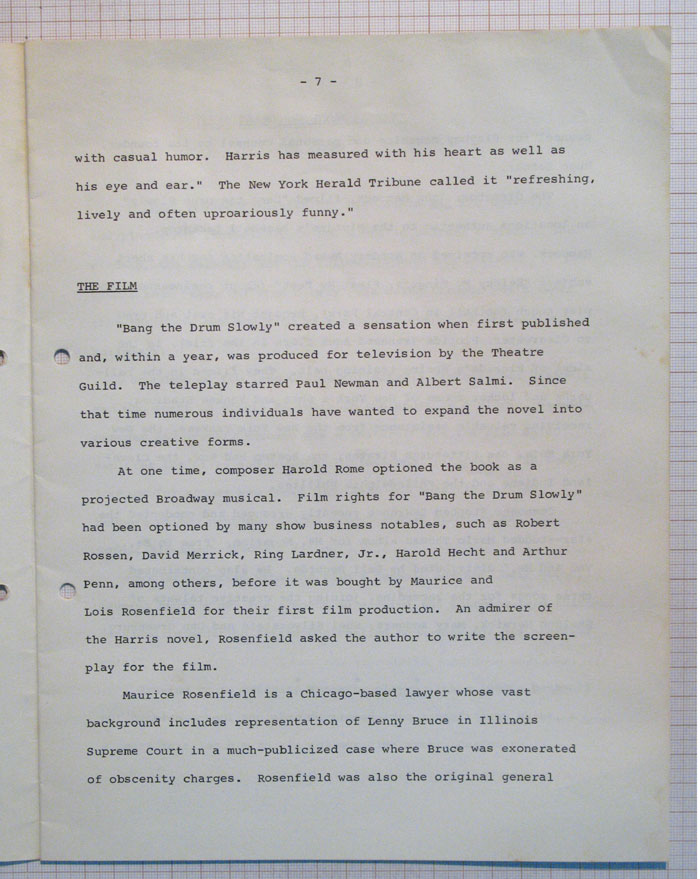 - 7 -
with casual humor. Harris has measured with his heart as well as
his eye and ear." The New York Herald Tribune called it "refreshing,
lively and often uproariously funny."
THE FILM
"Bang the Drum Slowly" created a sensation when first published
and, within a year, was produced for television by the Theatre
Guild. The teleplay starred Paul Newman and Albert Salmi. Since
that time numerous individuals have wanted to expand the novel into
various creative forms.
At one time, composer Harold Rome optioned the book as a
projected Broadway musical. Film rights for "Bang the Drum Slowly"
had been optioned by many show business notables, such as Robert
Rossen, David Merrick, Ring Lardner, Jr., Harold Hecht and Arthur
Penn, among others, before it was bought by Maurice and
Lois Rosenfield for their first film production. An admirer of
the Harris novel, Rosenfield asked the author to write the screen-
play for the film.
Maurice Rosenfield is a Chicago-based lawyer whose vast
background includes representation of Lenny Bruce in Illinois
Supreme Court in a much-publicized case where Bruce was exonerated
of obscenity charges. Rosenfield was also the original general